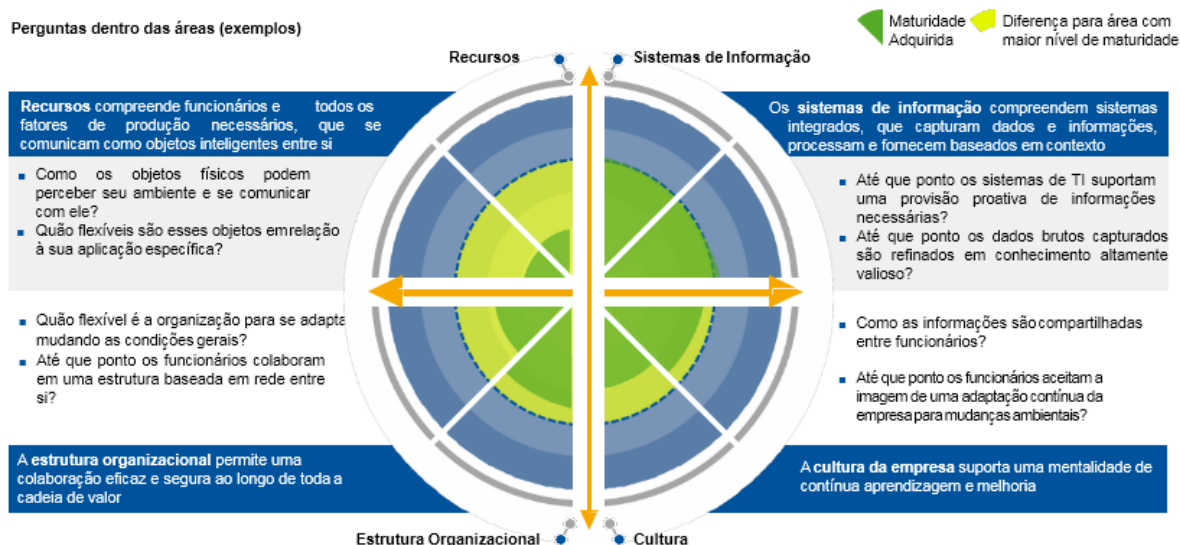 Perguntas dentro das áreas (exemplos)
Maturidade
Adquirida
Diferença para área com
maior nível de maturidade
Recursos
Sistemas de Informação
Recursos compreende funcionários e todos os
fatores de produção necessários, que se
comunicam como objetos inteligentes entre si
Como os objetos físicos podem
perceber seu ambiente e se comunicar
com ele?
Quão flexíveis são esses objetos em relação
à sua aplicação específica?
Os sistemas de informação compreendem sistemas
integrados, que capturam dados e informações,
processam e fornecem baseados em contexto
Até que ponto os sistemas de TI suportam
uma provisão proativa de informações
necessárias?
Até que ponto os dados brutos capturados
são refinados em conhecimento altamente
valioso?
Quão flexível é a organização para se adapta
mudando as condições gerais?
Até que ponto os funcionários colaboram
em uma estrutura baseada em rede entre
si?
Como as informações são compartilhadas
entre funcionários?
Até que ponto os funcionários aceitam a
imagem de uma adaptação contínua da
empresa para mudanças ambientais?
A estrutura organizacional permite uma
colaboração eficaz e segura ao longo de toda a
cadeia de valor
A cultura da empresa suporta uma mentalidade de
contínua aprendizagem e melhoria
Estrutura Organizacional
Cultura